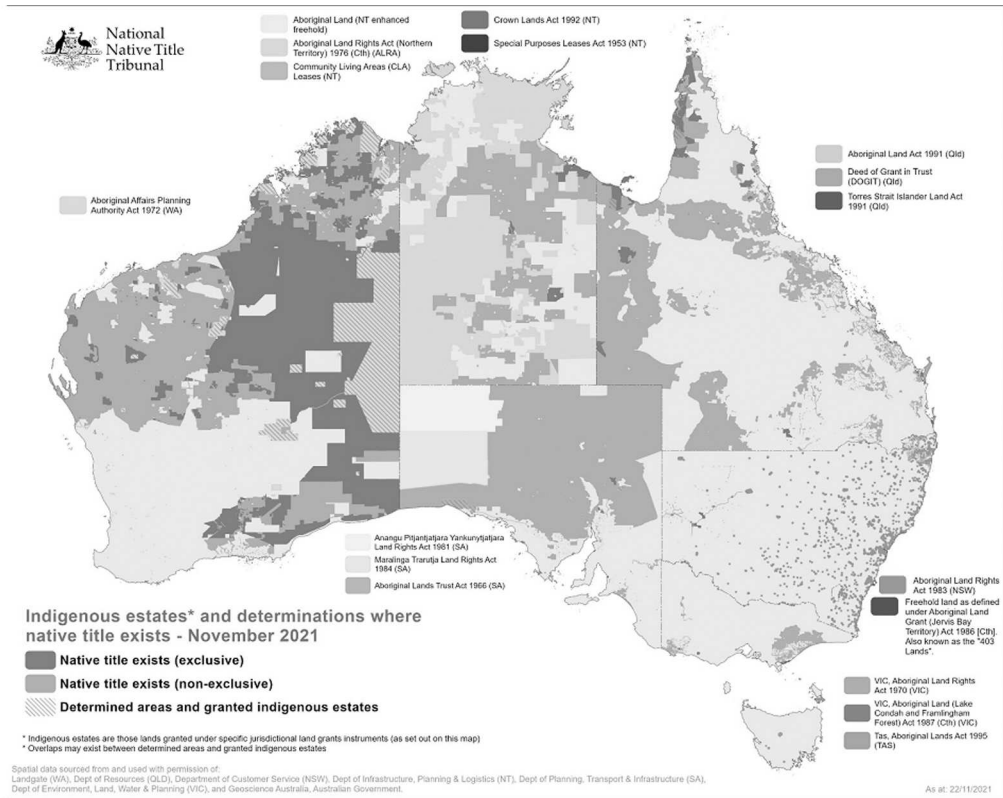 National
Native Title
Tribunal
Aboriginal Land (NT enhanced
freehold)
Aboriginal Land Rights Act (Northern
Territory) 1976 (Cth) (ALRA)
Community Living Areas (CLA)
Leases (NT)
Crown Lands Act 1992 (NT)
Special Purposes Leases Act 1953 (NT)
Aboriginal Land Act 1991 (Qld)
Deed of Grant in Trust
(DOGIT) (Qld)
Torres Strait Islander Land Act
1991 (Qld)
Aboriginal Affairs Planning
Authority Act 1972 (WA)
Anangu Pitjantjatjara Yankunytjatjara
Land Rights Act 1981 (SA)
Maralinga Trarutja Land Rights Act
1984 (SA)
Aboriginal Lands Trust Act 1966 (SA)
Aboriginal Land Rights
Act 1983 (NSW)
Freehold land as defined
under Aboriginal Land
Grant (Jervis Bay
Territory) Act 1986 [Cth].
Also known as the "403
Lands".
Indigenous estates* and determinations where
native title exists - November 2021
Native title exists (exclusive)
Native title exists (non-exclusive)
Determined areas and granted indigenous estates
VIC, Aboriginal Land Rights
Act 1970 (VIC)
VIC, Aboriginal Land (Lake
Condah and Framlingham
Forest) Act 1987 (Cth) (VIC)
Tas, Aboriginal Lands Act 1995
(TAS)
* Indigenous estates are those lands granted under specific jurisdictional land grants instruments (as set out on this map)
* Overlaps may exist between determined areas and granted indigenous estates
Spatial data sourced from and used with permission of:
Landgate (WA), Dept of Resources (QLD), Department of Customer Service (NSW), Dept of Infrastructure, Planning & Logistics (NT), Dept of Planning, Transport & Infrastructure (SA),
Dept of Environment, Land, Water & Planning (VIC), and Geoscience Australia, Australian Government.
As at: 22/11/2021